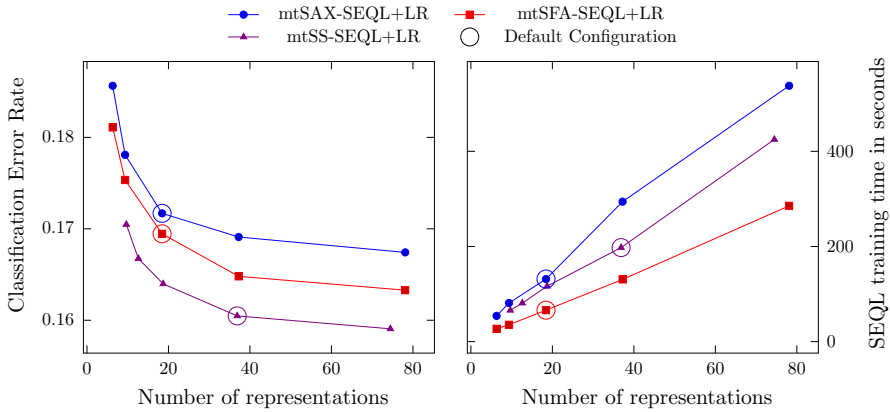 mtSAX-SEQL+LR mtSFA-SEQL+LR
mtSS-SEQL+LR Default Configuration
Classification Error Rate
0.18
0.17
0.16
0 20 40 60 80
Number of representations
0 20 40 60 80
Number of representations
400
200
0
SEQL training time in seconds